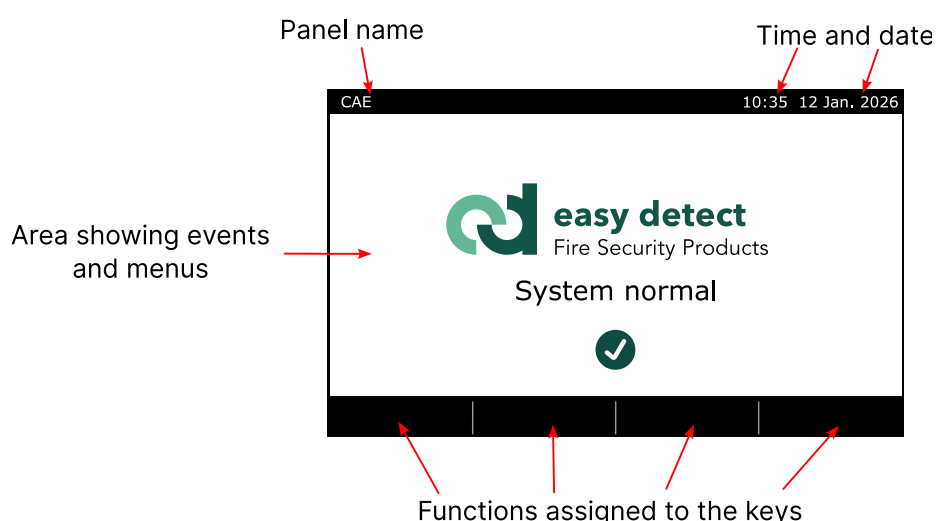 Panel name
Time and date
CAE
10:35 12 Jan. 2026
easy detect
Fire Security Products
Area showing events
and menus
System normal
Functions assigned to the keys